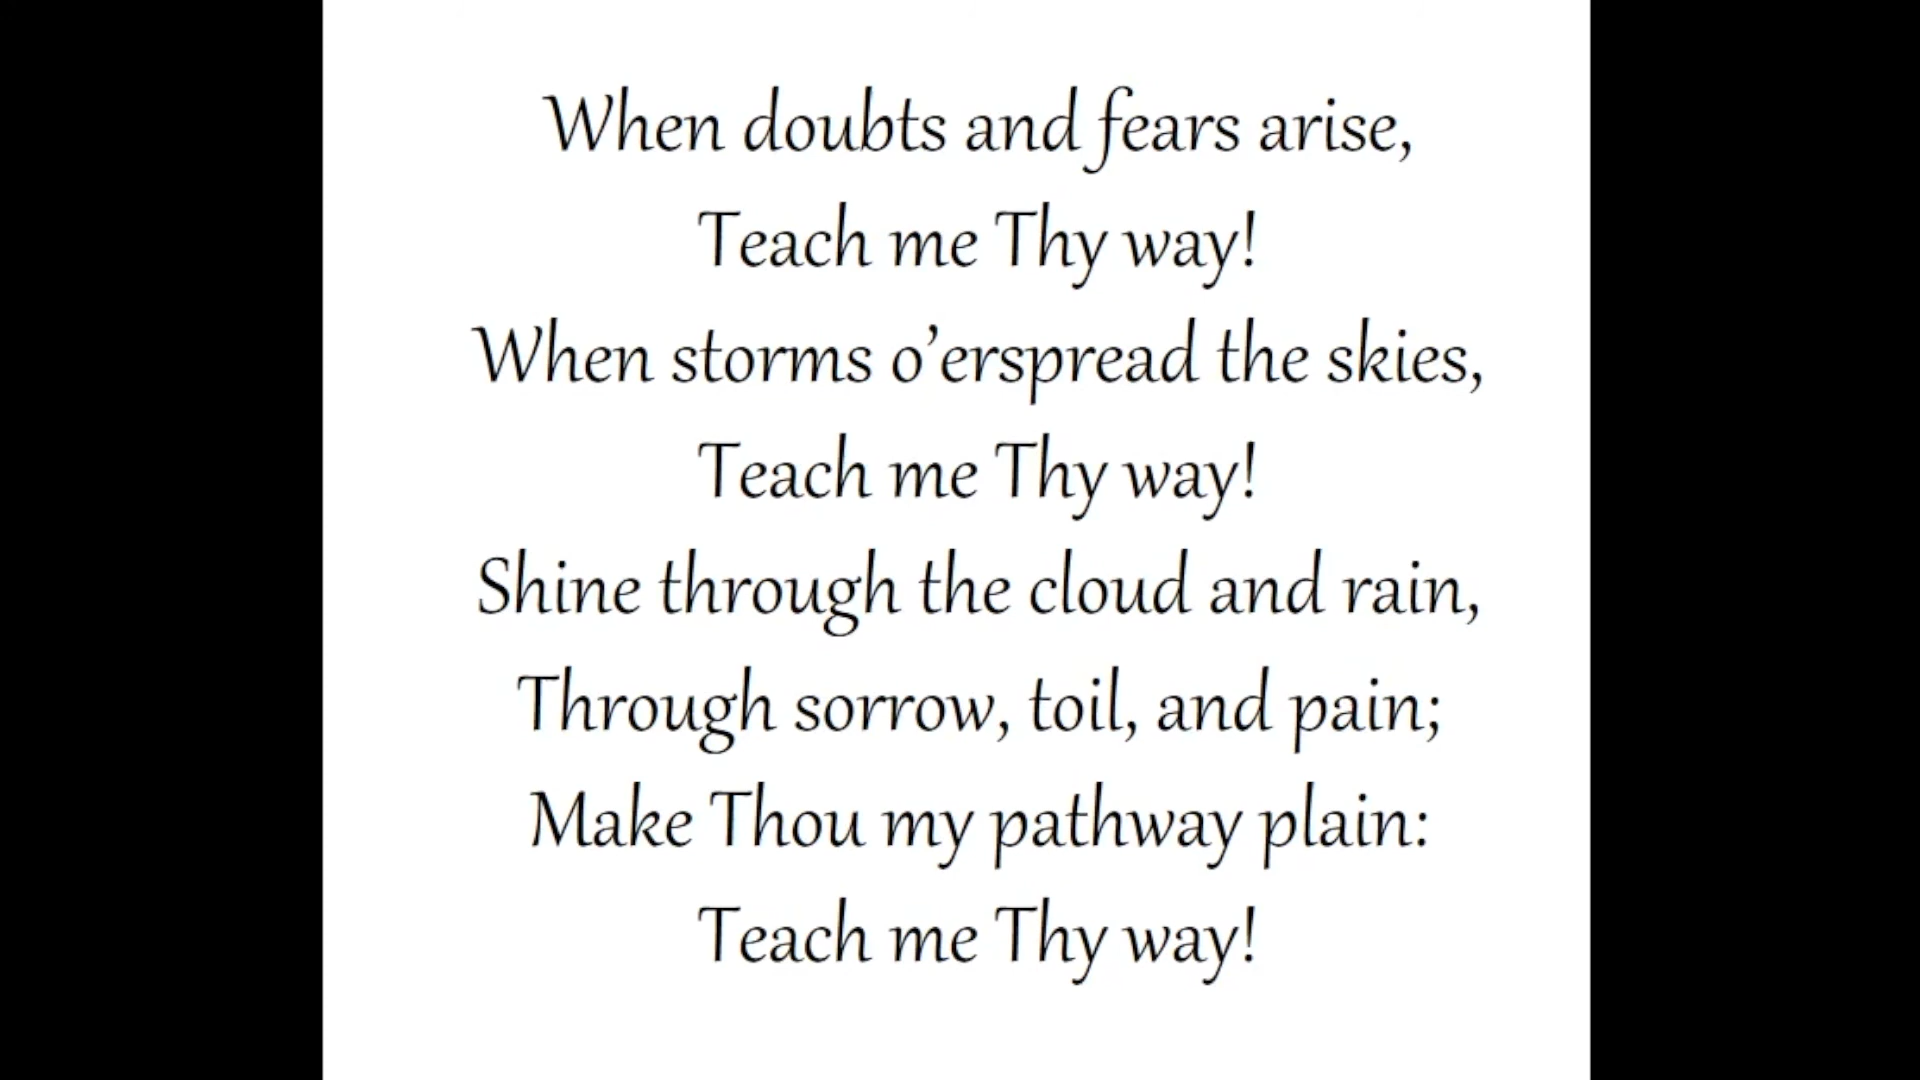 When doubts and fears arise,
Teach me Thy way!
When storms o’erspread the skies,
Teach me Thy way!
Shine through the cloud and rain,
Through sorrow, toil, and pain;
Make Thou my pathway plain:
Teach me Thy way!